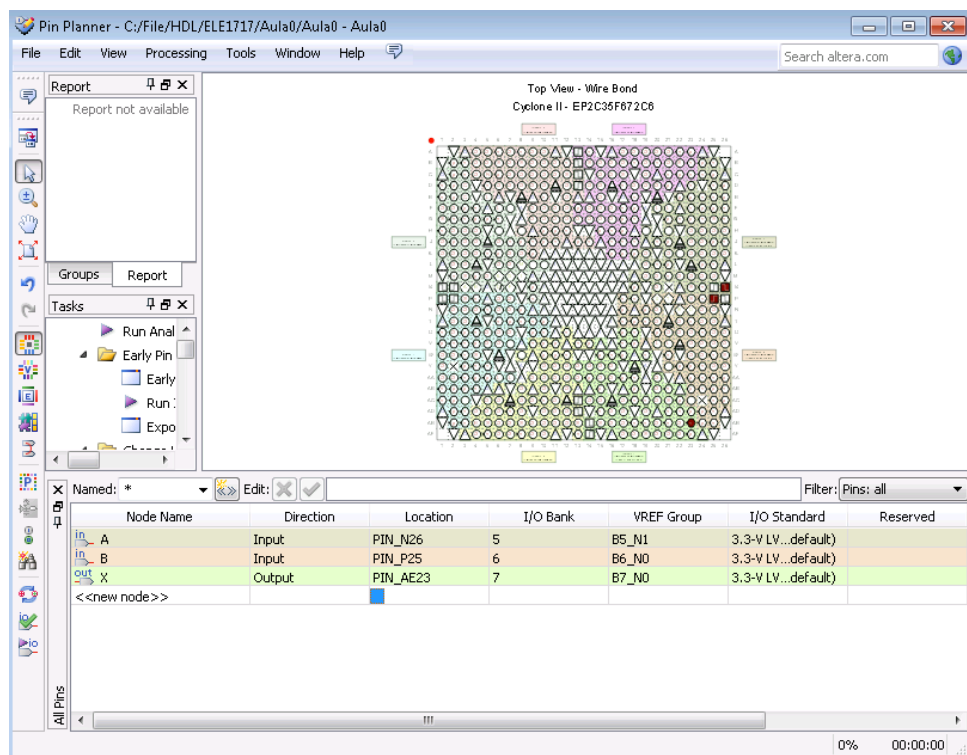 Pin Planner - C:/File/HDL/ELE1717/Aula0/Aula0 - Aula0
File Edit View Processing Tools Window Help
Search altera.com
Report
Report not available
Groups Report
Tasks
Run Anal
Early Pin
Early
Run
Expo
Top View - Wire Bond
Cyclone II - EP2C35F672C6
Named: * Edit: Filter: Pins: all
Node Name Direction Location I/O Bank VREF Group I/O Standard Reserved
in A Input PIN_N26 5 B5_N1 3.3-V LV...default)
in B Input PIN_P25 6 B6_N0 3.3-V LV...default)
out X Output PIN_AE23 7 B7_N0 3.3-V LV...default)
<<new node>>
All Pins
0% 00:00:00